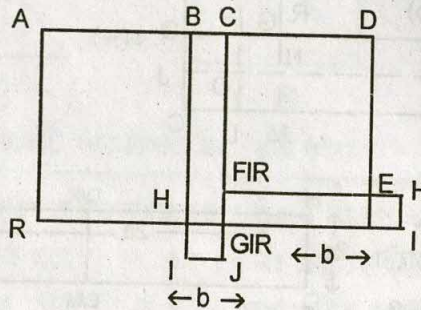 A B C D
FIR E H
H
R GIR I
I J ← b →
← b →